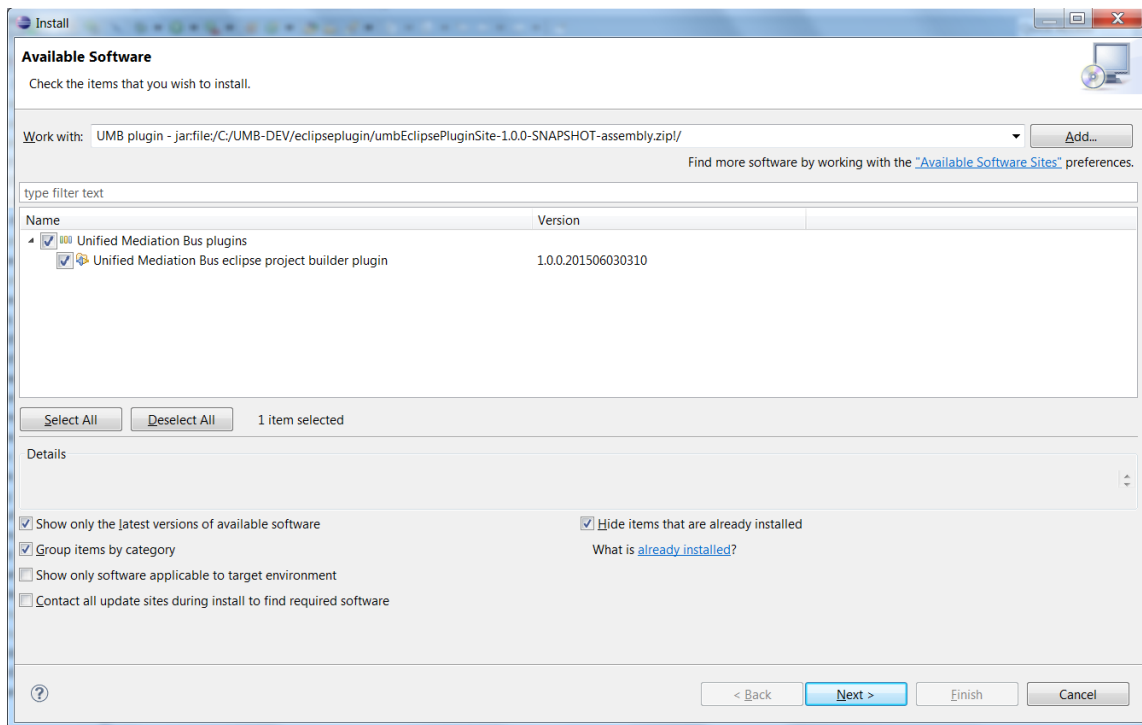 Install
Available Software
Check the items that you wish to install.
Work with: UMB plugin - jar:file:/C:/UMB-DEV/eclipseplugin/umbEclipsePluginSite-1.0.0-SNAPSHOT-assembly.zip!/ Add...
Find more software by working with the "Available Software Sites" preferences.
type filter text
Name Version
Unified Mediation Bus plugins
Unified Mediation Bus eclipse project builder plugin 1.0.0.201506030310
Select All Deselect All 1 item selected
Details
Show only the latest versions of available software Hide items that are already installed
Group items by category What is already installed?
Show only software applicable to target environment
Contact all update sites during install to find required software
? < Back Next > Finish Cancel